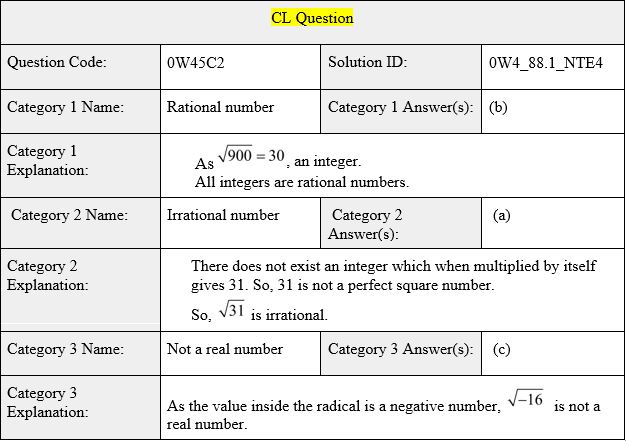 CL Question
Question Code: 0W45C2 Solution ID: 0W4_88.1_NTE4
Category 1 Name: Rational number Category 1 Answer(s): (b)
Category 1
Explanation:
As √900 = 30, an integer.
All integers are rational numbers.
Category 2 Name: Irrational number Category 2
Answer(s): (a)
Category 2
Explanation:
There does not exist an integer which when multiplied by itself
gives 31. So, 31 is not a perfect square number.
So, √31 is irrational.
Category 3 Name: Not a real number Category 3 Answer(s): (c)
Category 3
Explanation:
As the value inside the radical is a negative number, √−16 is not a
real number.